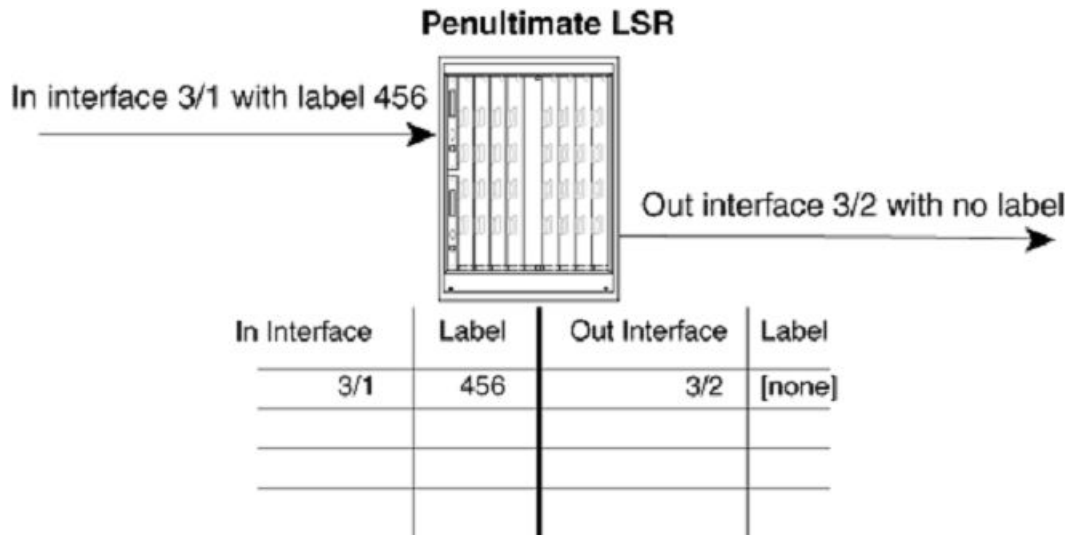 Penultimate LSR
In interface 3/1 with label 456
Out interface 3/2 with no label
In Interface Label Out Interface Label
3/1 456 3/2 [none]